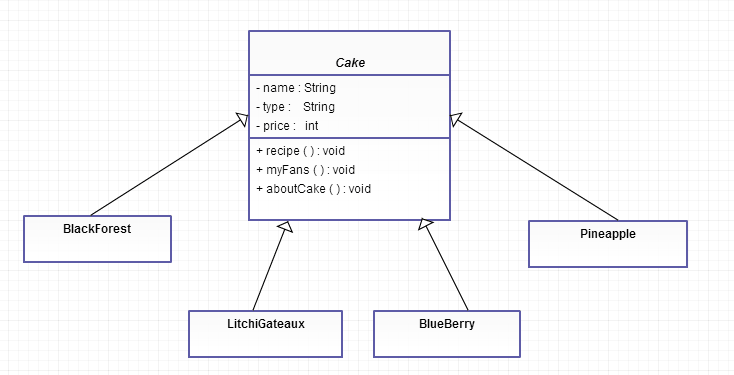 Cake
- name : String
- type : String
- price : int
+ recipe ( ) : void
+ myFans ( ) : void
+ aboutCake ( ) : void
BlackForest
Pineapple
LitchiGateaux
BlueBerry